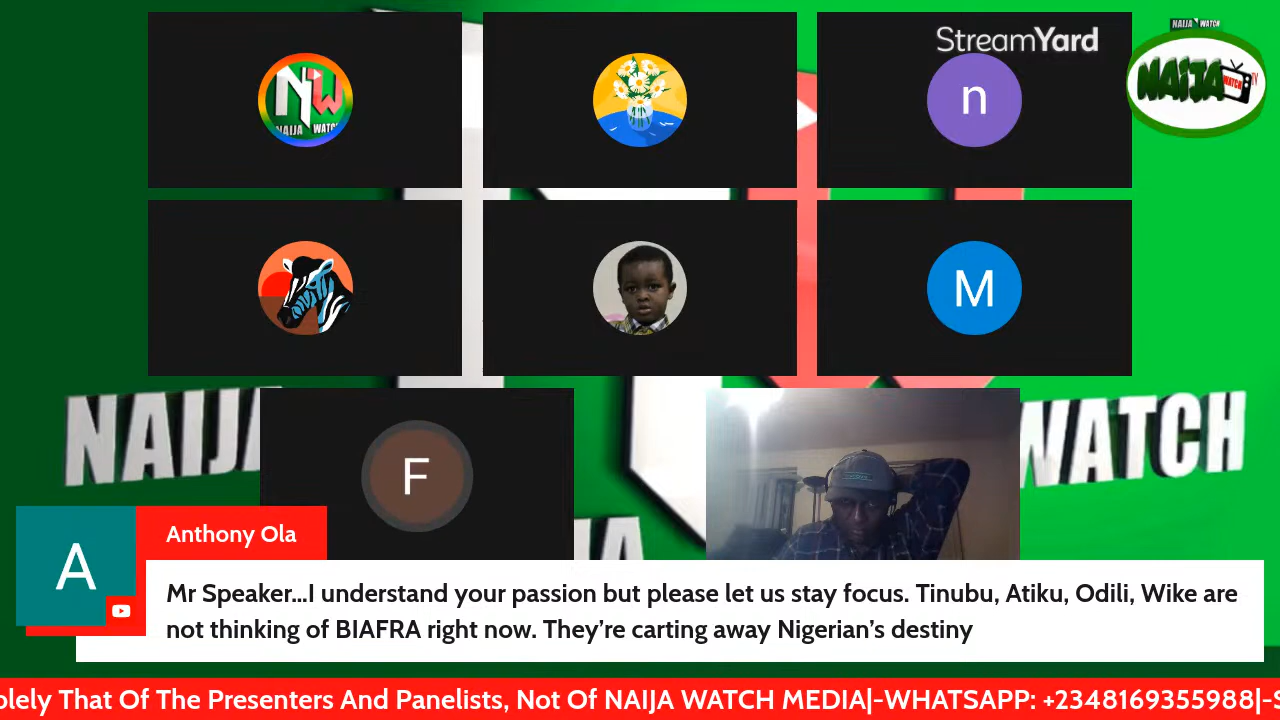 NAIJA WATCH
StreamYard
NW
NAIJA
n
NAIJA WATCH TV
M
NAIJA WATCH
F
A
Anthony Ola
Mr Speaker...I understand your passion but please let us stay focus. Tinubu, Atiku, Odili, Wike are
not thinking of BIAFRA right now. They’re carting away Nigerian’s destiny
That Of The Presenters And Panelists, Not Of NAIJA WATCH MEDIA|-WHATSAPP: +2348169355988|-